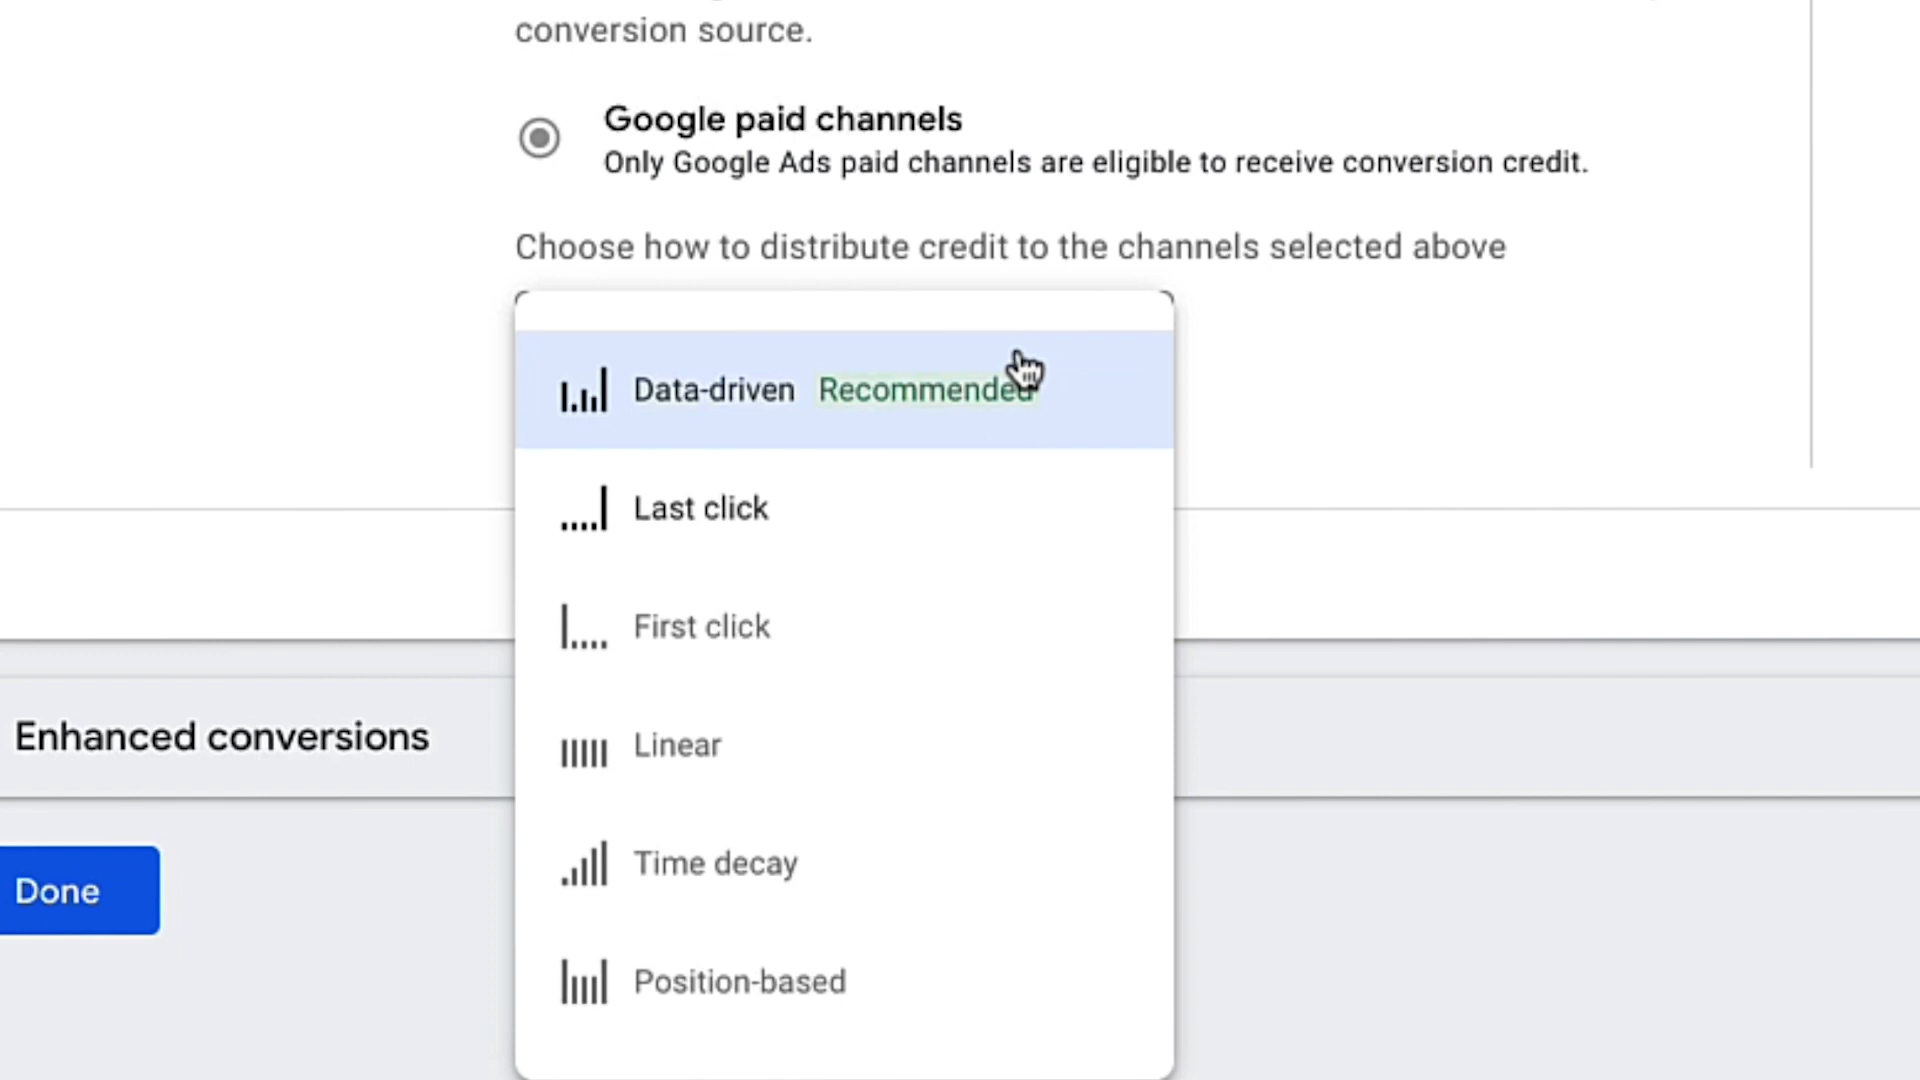 conversion source.
Google paid channels
Only Google Ads paid channels are eligible to receive conversion credit.
Choose how to distribute credit to the channels selected above
Data-driven Recommended
Last click
First click
Linear
Enhanced conversions
Time decay
Done
Position-based